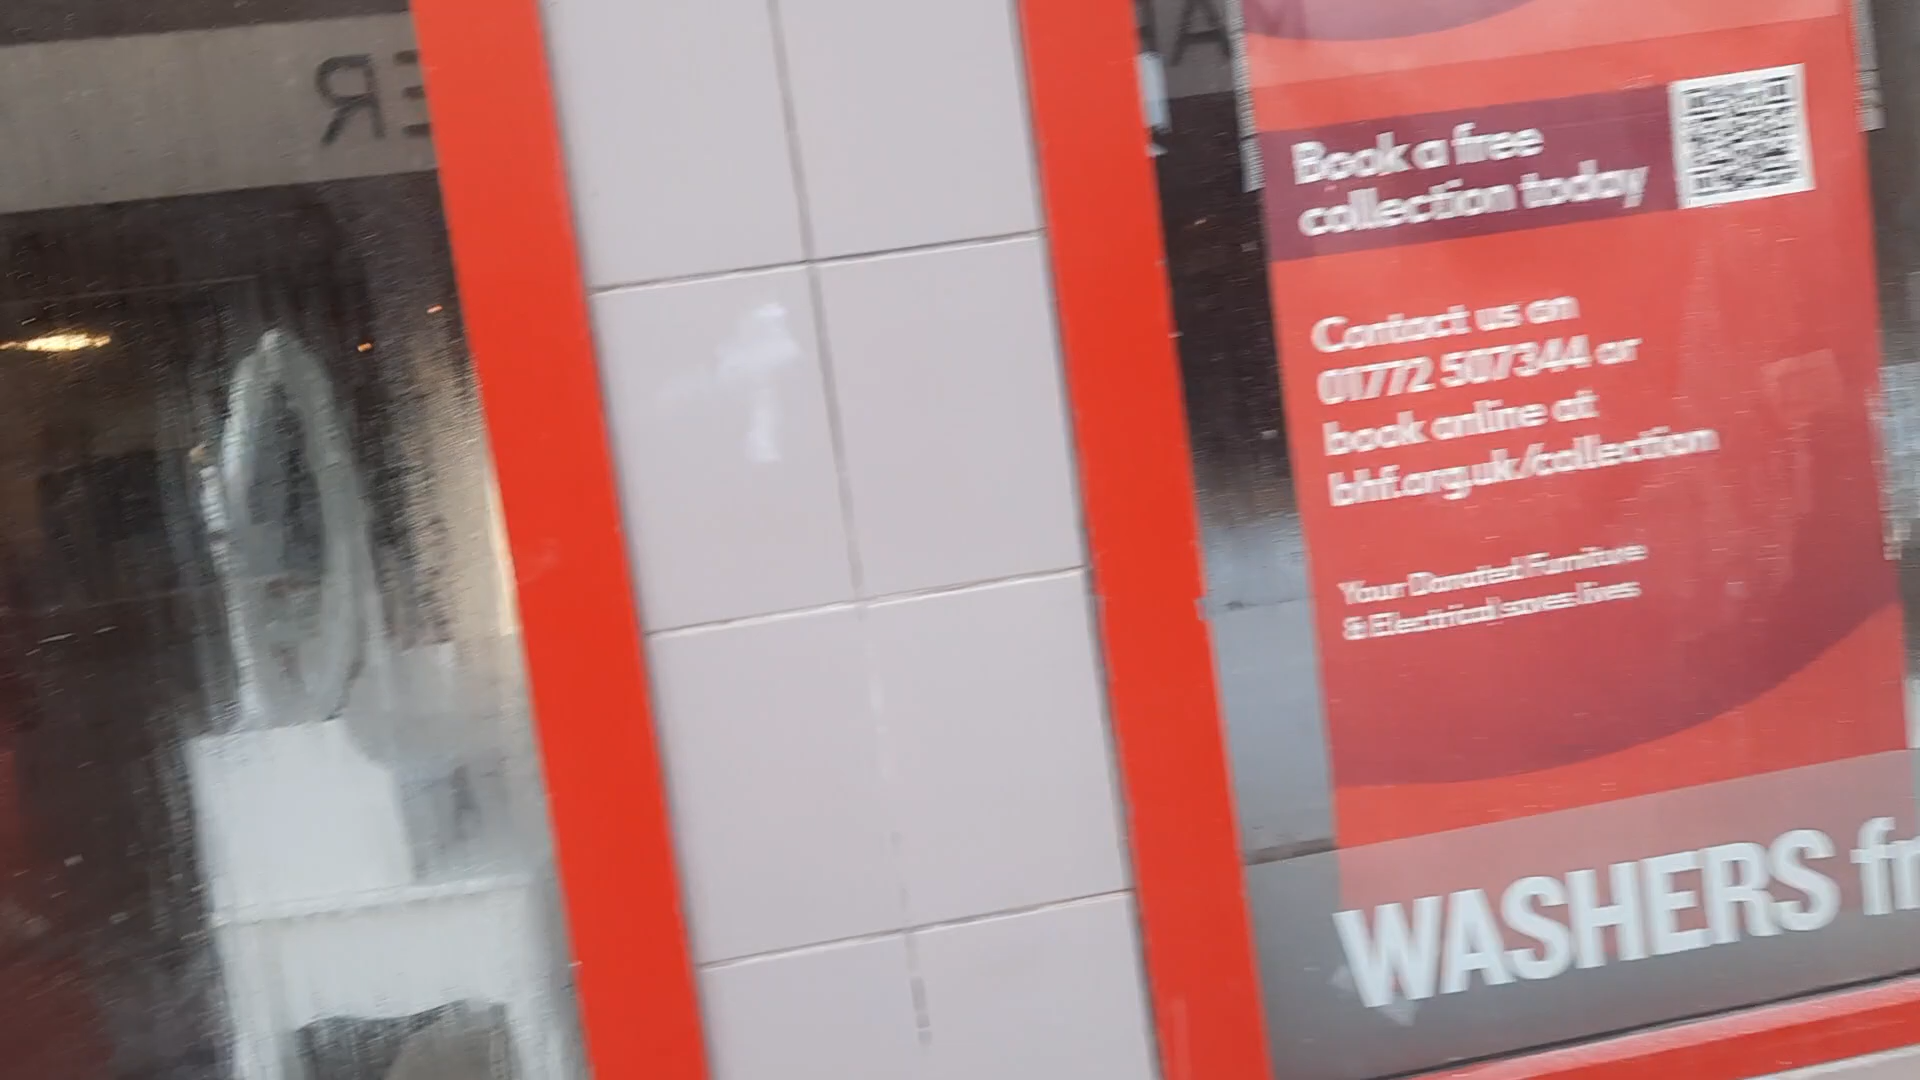 Book a free
collection today
Contact us on
01772 507344 or
book online at
bhf.org.uk/collection
Your Donated Furniture
& Electrical saves lives
WASHERS fr